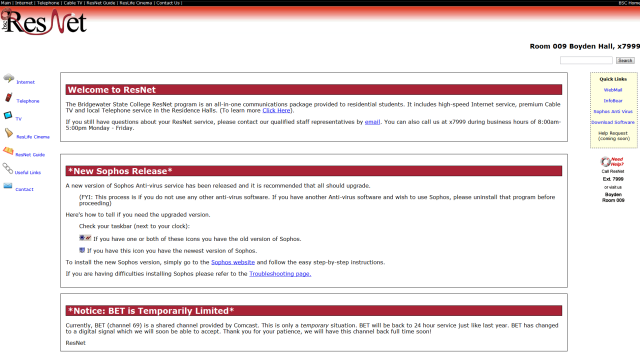 Main | Internet | Telephone | Cable TV | ResNet Guide | ResLife Cinema | Contact Us |
BSC Home
bsc ResNet
Room 009 Boyden Hall, x7999
Search
Internet
Telephone
TV
ResLife Cinema
ResNet Guide
Useful Links
Contact
Welcome to ResNet
The Bridgewater State College ResNet program is an all-in-one communications package provided to residential students. It includes high-speed Internet service, premium Cable
TV and local Telephone service in the Residence Halls. (To learn more Click Here).
If you still have questions about your ResNet service, please contact our qualified staff representatives by email. You can also call us at x7999 during business hours of 8:00am-
5:00pm Monday - Friday.
*New Sophos Release*
A new version of Sophos Anti-virus service has been released and it is recommended that all should upgrade.
(FYI: This process is if you do not use any other anti-virus software. If you have another Anti-virus software and wish to use Sophos, please uninstall that program before
proceeding)
Here's how to tell if you need the upgraded version.
Check your taskbar (next to your clock):
If you have one or both of these icons you have the old version of Sophos.
If you have this icon you have the newest version of Sophos.
To install the new Sophos version, simply go to the Sophos website and follow the easy step-by-step instructions.
If you are having difficulties installing Sophos please refer to the Troubleshooting page.
*Notice: BET is Temporarily Limited*
Currently, BET (channel 69) is a shared channel provided by Comcast. This is only a temporary situation. BET will be back to 24 hour service just like last year. BET has changed
to a digital signal which we will soon be able to accept. Thank you for your patience, we will have this channel back full time soon!
ResNet
Quick Links
WebMail
InfoBear
Sophos Anti Virus
Download Software
Help Request
(coming soon)
Need
Help?
Call ResNet
Ext. 7999
or visit us
Boyden
Room 009